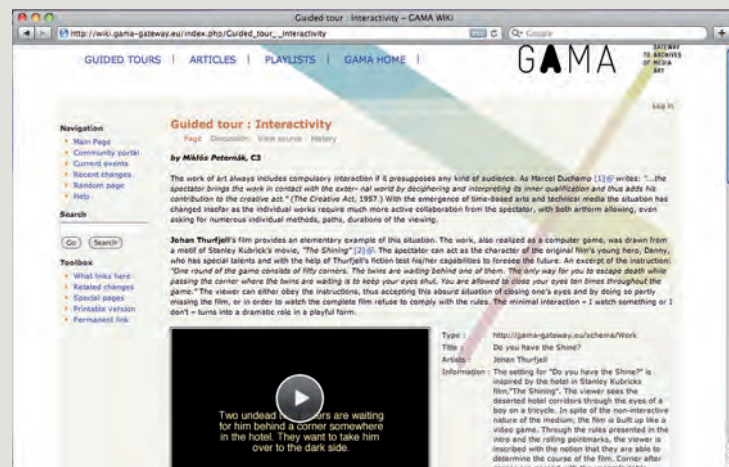 Guided tour : Interactivity – GAMA WIKI
http://wiki.gama-gateway.eu/index.php/Guided_tour_:_Interactivity
Google
GUIDED TOURS | ARTICLES | PLAYLISTS | GAMA HOME |
GAMA
GATEWAY
TO ARCHIVES
OF MEDIA
ART
Log in
Navigation
Main Page
Community portal
Current events
Recent changes
Random page
Help
Search
Go Search
Toolbox
What links here
Related changes
Special pages
Printable version
Permanent link
Guided tour : Interactivity
Page Discussion View source History
by Miklós Peternák, C3
The work of art always includes compulsory interaction if it presupposes any kind of audience. As Marcel Duchamp [1] writes: "...the
spectator brings the work in contact with the exter- nal world by deciphering and interpreting its inner qualification and thus adds his
contribution to the creative act." (The Creative Act, 1957.) With the emergence of time-based arts and technical media the situation has
changed insofar as the individual works require much more active collaboration from the spectator, with both artform allowing, even
asking for numerous individual methods, paths, durations of the viewing.
Johan Thurfjell's film provides an elementary example of this situation. The work, also realized as a computer game, was drawn from
a motif of Stanley Kubrick's movie, "The Shining" [2]. The spectator can act as the character of the original film's young hero, Danny,
who has special talents and with the help of Thurfjell's fiction test his/her capabilities to foresee the future. An excerpt of the instruction:
"One round of the game consists of fifty corners. The twins are waiting behind one of them. The only way for you to escape death while
passing the corner where the twins are waiting is to keep your eyes shut. You are allowed to close your eyes ten times throughout the
game." The viewer can either obey the instructions, thus accepting this absurd situation of closing one's eyes and by doing so partly
missing the film, or in order to watch the complete film refuse to comply with the rules. The minimal interaction – I watch something or I
don't – turns into a dramatic role in a playful form.
Two undead ers are waiting
for him behind a corner somewhere
in the hotel. They want to take him
over to the dark side.
Type : http://gama-gateway.eu/schema/Work
Title : Do you have the Shine?
Artists : Johan Thurfjell
Information : The setting for "Do you have the Shine?" is
inspired by the hotel in Stanley Kubricks
film,"The Shining". The viewer sees the
deserted hotel corridors through the eyes of a
boy on a tricycle. In spite of the non-interactive
nature of the medium, the film is built up like a
video game. Through the rules presented in the
intro and the rolling pointmarks, the viewer is
inscribed with the notion that they are able to
determine the course of the film. Corner after